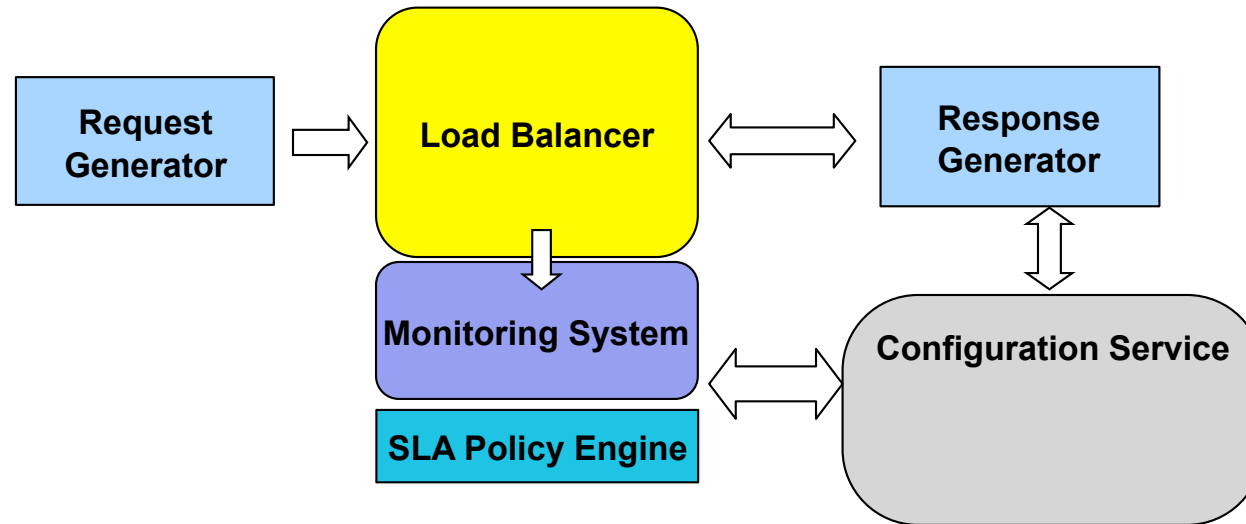 Request
Generator
Load Balancer
Response
Generator
Monitoring System
Configuration Service
SLA Policy Engine